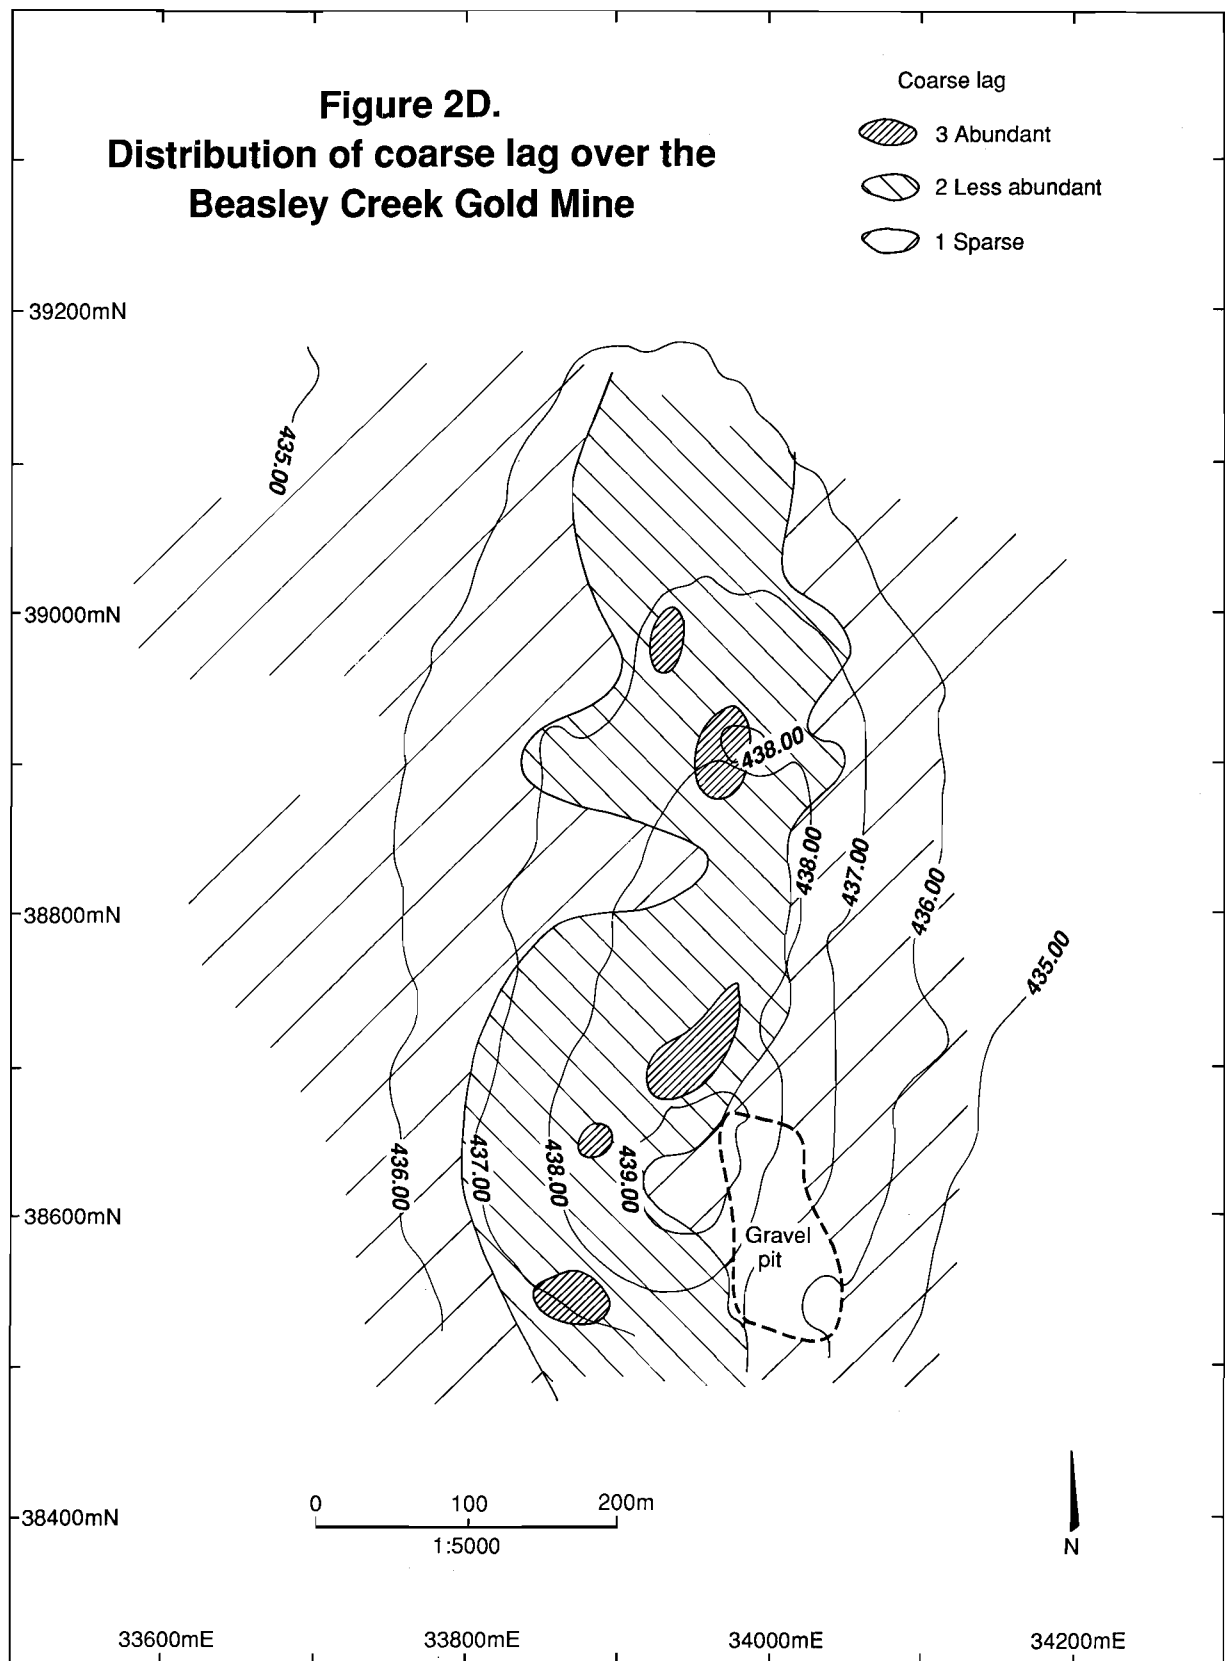 Figure 2D.
Distribution of coarse lag over the
Beasley Creek Gold Mine
Coarse lag
3 Abundant
2 Less abundant
1 Sparse
39200mN
435.00
39000mN
438.00
438.00
437.00
436.00
38800mN
435.00
436.00
437.00
438.00
439.00
38600mN
Gravel
pit
0 100 200m
38400mN
1:5000
N
33600mE 33800mE 34000mE 34200mE